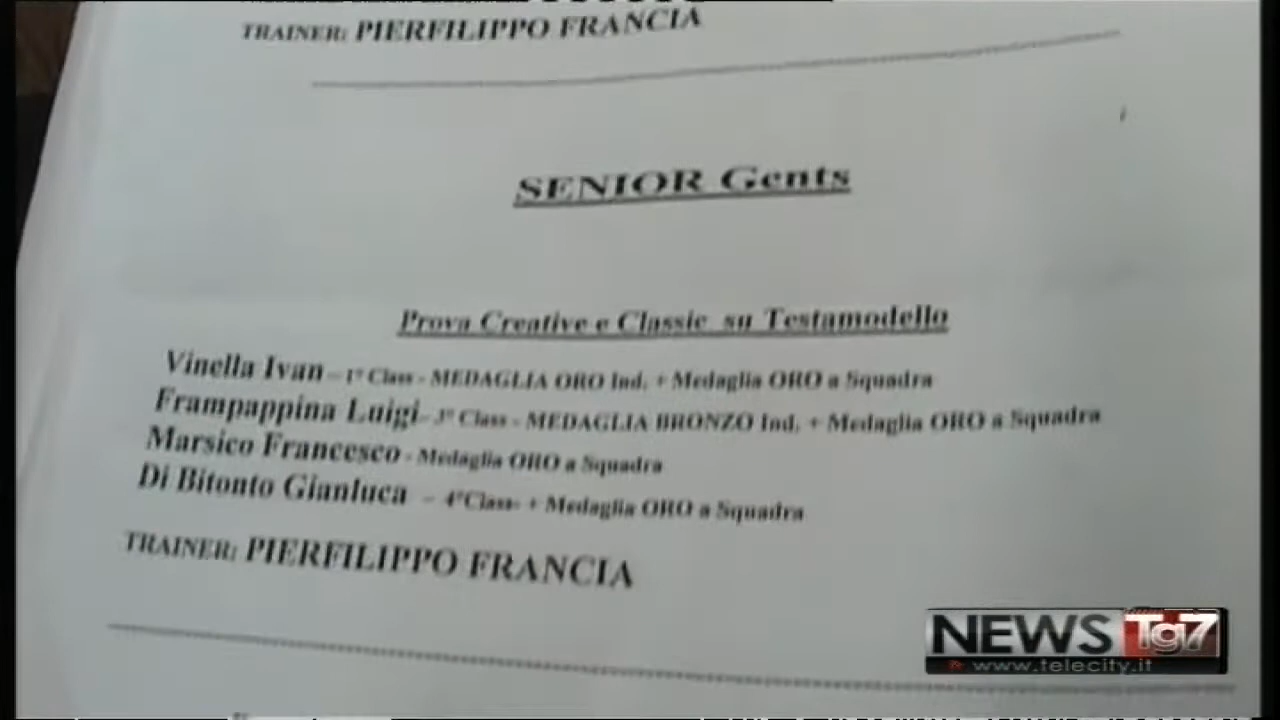 TRAINER: PIERFILIPPO FRANCIA
SENIOR Gents
Prova Creative e Classic su Testamodello
Vinella Ivan – 1° Class - MEDAGLIA ORO Ind. + Medaglia ORO a Squadra
Frampappina Luigi– 3° Class - MEDAGLIA BRONZO Ind. + Medaglia ORO a Squadra
Marsico Francesco - Medaglia ORO a Squadra
Di Bitonto Gianluca – 4°Class- + Medaglia ORO a Squadra
TRAINER: PIERFILIPPO FRANCIA
NEWS Tg7
www.telecity.it